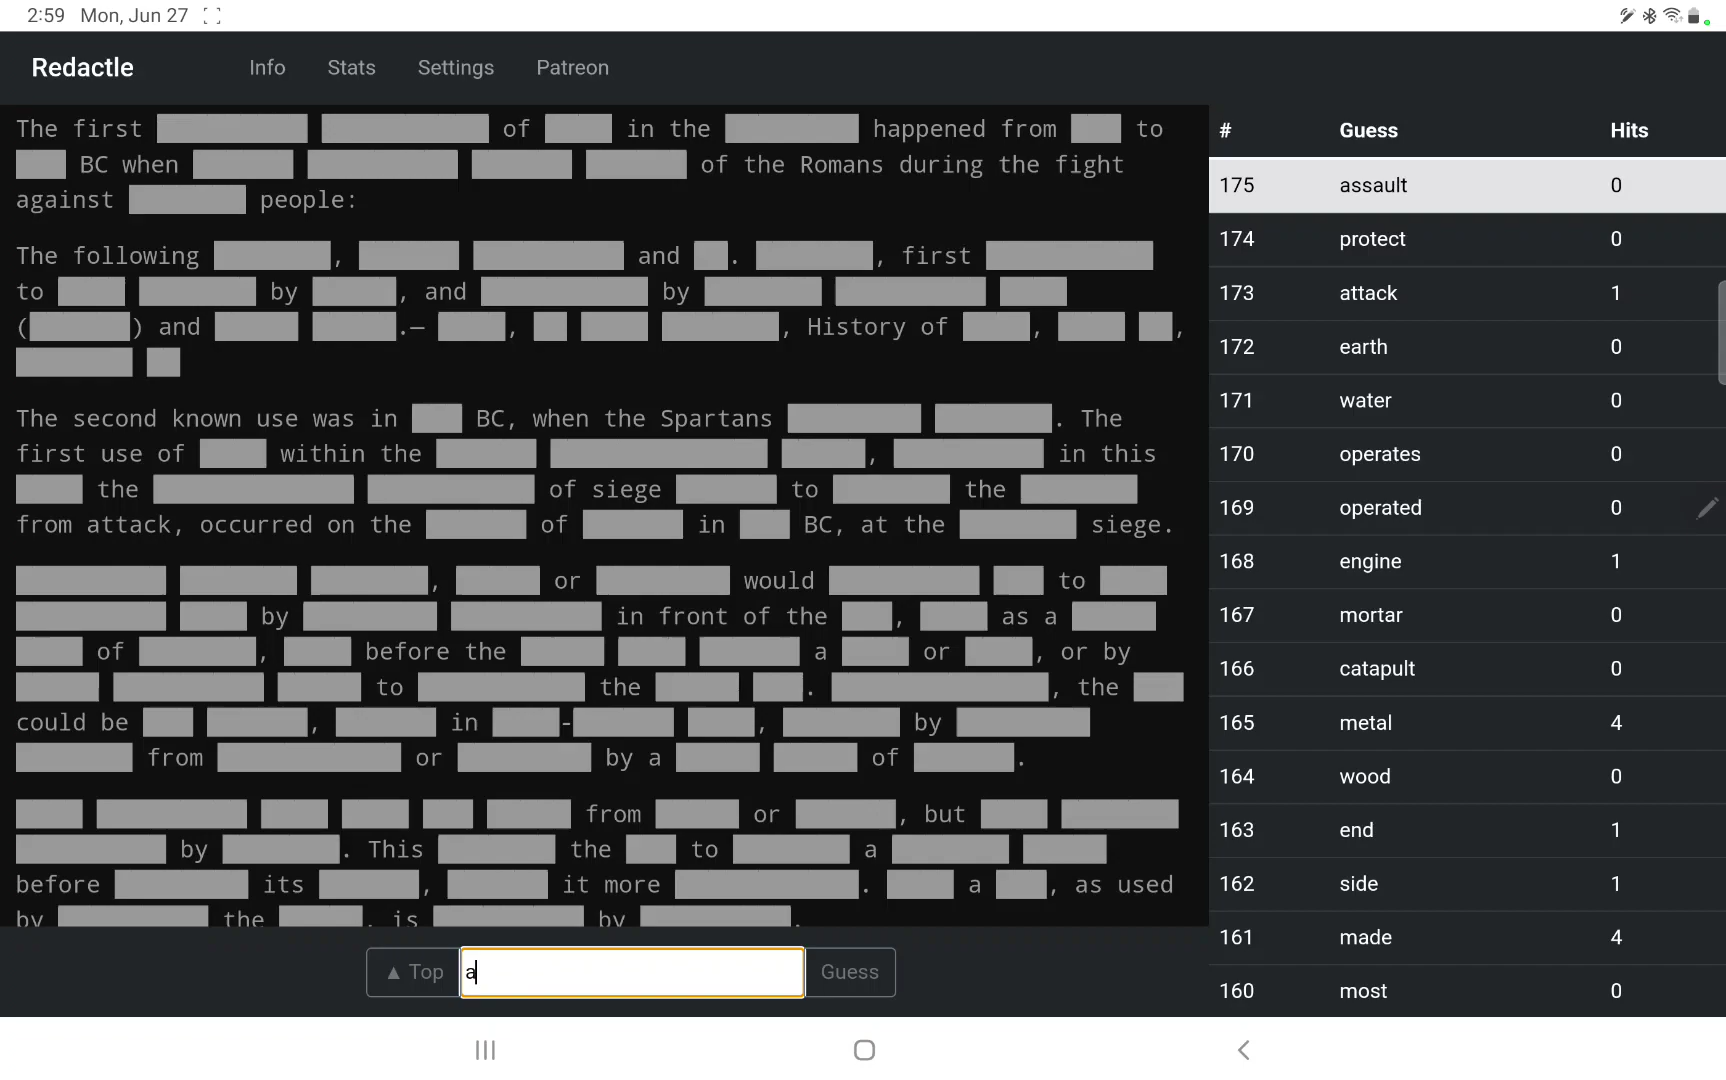 2:59 Mon, Jun 27
Redactle Info Stats Settings Patreon
The first of in the happened from to
BC when of the Romans during the fight
against people:
The following , and . , first
to by , and by
( ) and .— , , History of , ,
The second known use was in BC, when the Spartans . The
first use of within the , in this
the of siege to the
from attack, occurred on the of in BC, at the siege.
, or would to
by in front of the , as a
of , before the a or , or by
to the . , the
could be , in - , by
from or by a of .
from or , but
by . This the to a
before its , it more . a , as used
by the , is by .
# Guess Hits
175 assault 0
174 protect 0
173 attack 1
172 earth 0
171 water 0
170 operates 0
169 operated 0
168 engine 1
167 mortar 0
166 catapult 0
165 metal 4
164 wood 0
163 end 1
162 side 1
161 made 4
160 most 0
▲ Top a Guess